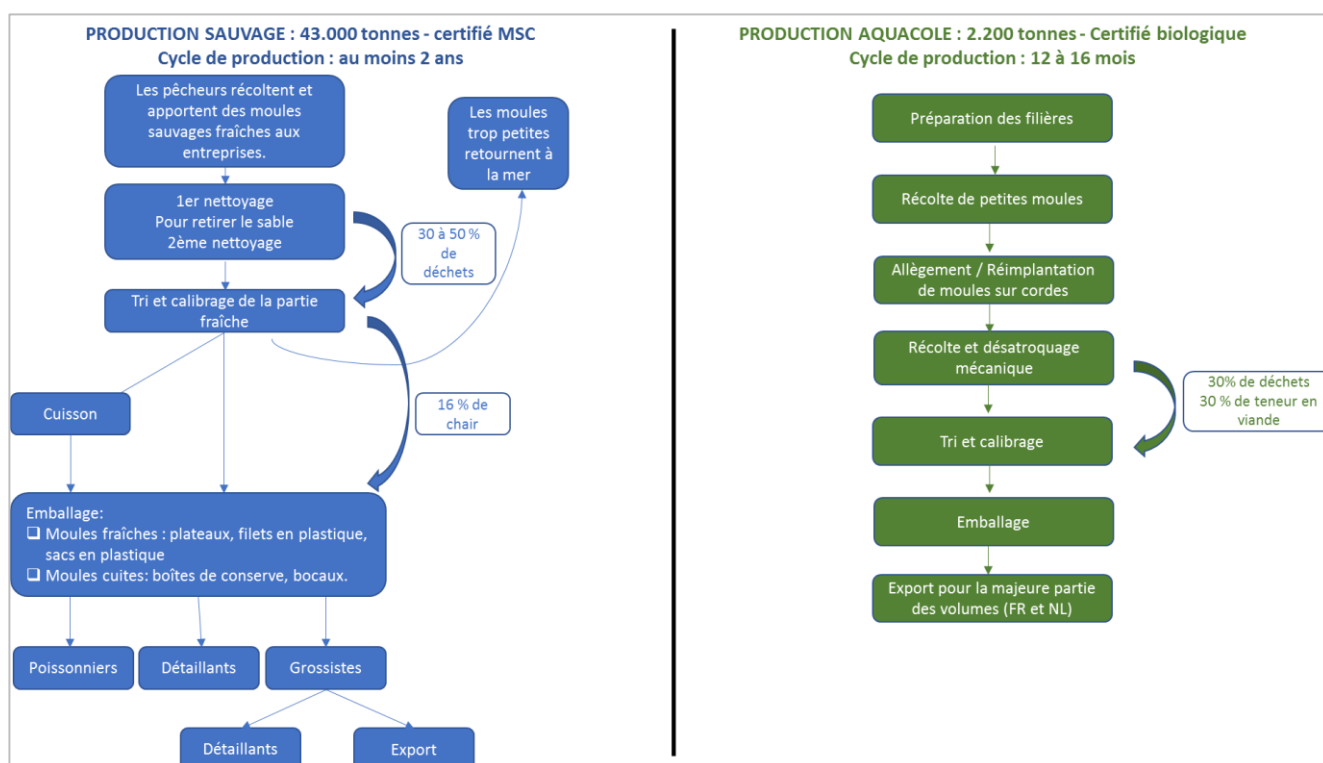 PRODUCTION SAUVAGE : 43.000 tonnes - certifié MSC
Cycle de production : au moins 2 ans
Les pêcheurs récoltent et
apportent des moules
sauvages fraîches aux
entreprises.
Les moules
trop petites
retournent à
la mer
1er nettoyage
Pour retirer le sable
2ème nettoyage
30 à 50 %
de
déchets
Tri et calibrage de la partie
fraîche
Cuisson
16 % de
chair
Emballage:
❑ Moules fraîches : plateaux, filets en plastique,
sacs en plastique
❑ Moules cuites: boîtes de conserve, bocaux.
Poissonniers
Détaillants
Grossistes
Détaillants
Export
PRODUCTION AQUACOLE : 2.200 tonnes - Certifié biologique
Cycle de production : 12 à 16 mois
Préparation des filières
Récolte de petites moules
Allègement / Réimplantation
de moules sur cordes
Récolte et désatroquage
mécanique
30% de déchets
30 % de teneur en
viande
Tri et calibrage
Emballage
Export pour la majeure partie
des volumes (FR et NL)